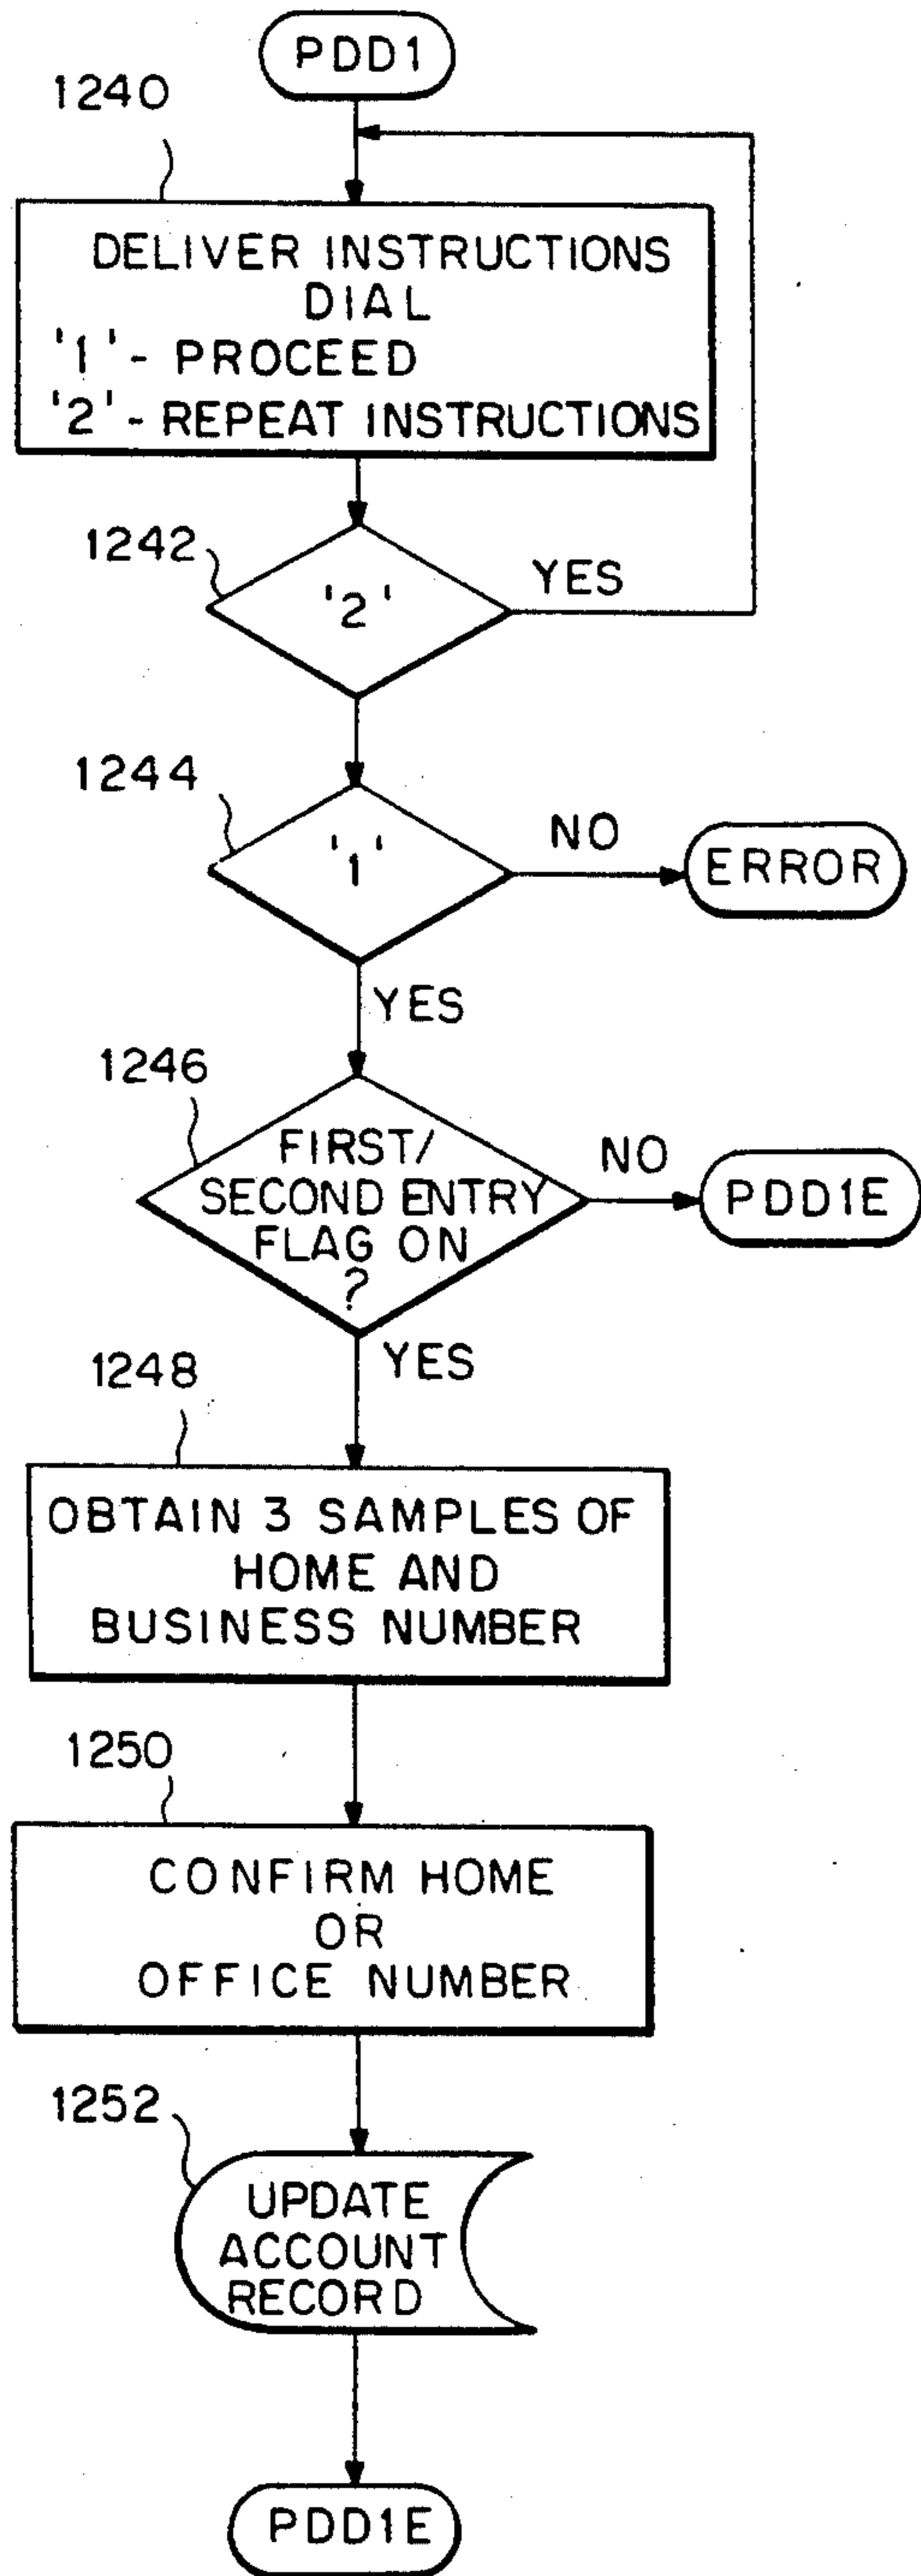 PDD1
1240
DELIVER INSTRUCTIONS
DIAL
'1' - PROCEED
'2' - REPEAT INSTRUCTIONS
1242
'2'
YES
1244
'1'
NO
ERROR
YES
1246
FIRST/
SECOND ENTRY
FLAG ON
?
NO
PDD1E
YES
1248
OBTAIN 3 SAMPLES OF
HOME AND
BUSINESS NUMBER
1250
CONFIRM HOME
OR
OFFICE NUMBER
1252
UPDATE
ACCOUNT
RECORD
PDD1E